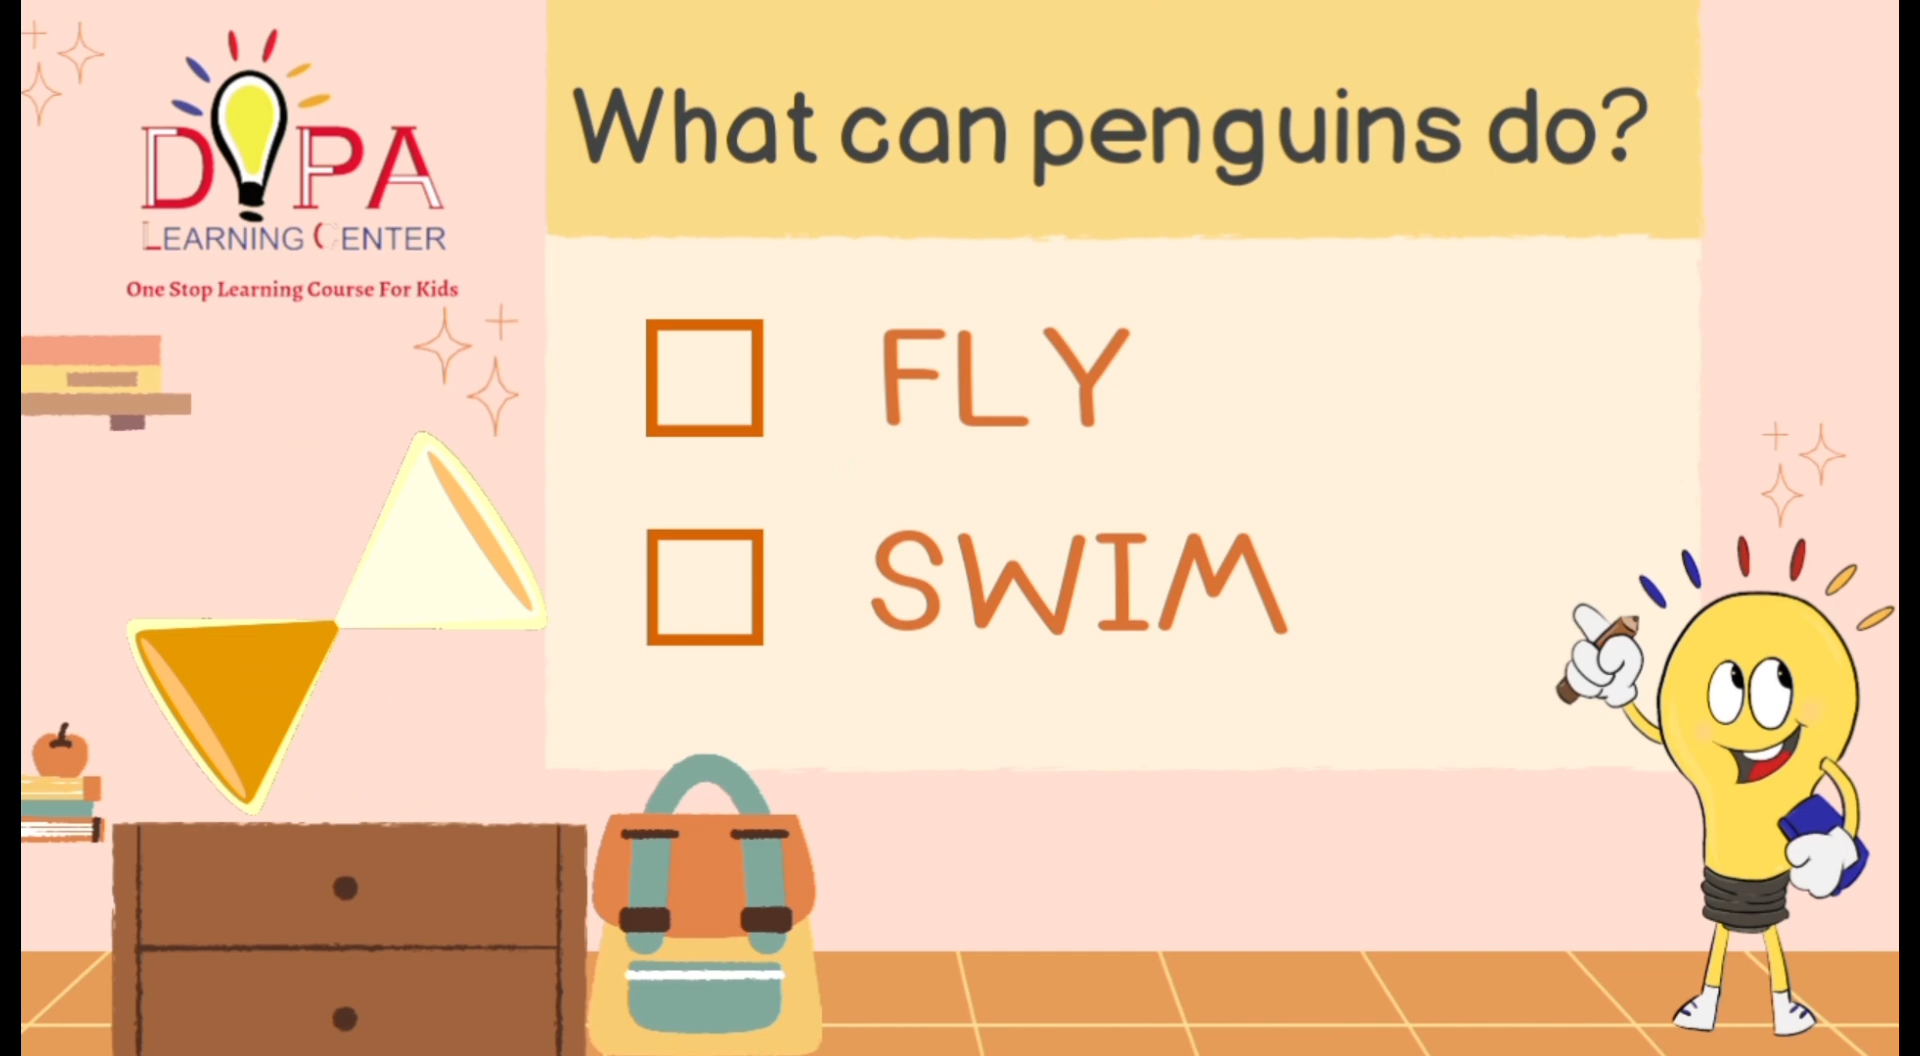 DIPA
LEARNING CENTER
One Stop Learning Course For Kids
What can penguins do?
FLY
SWIM